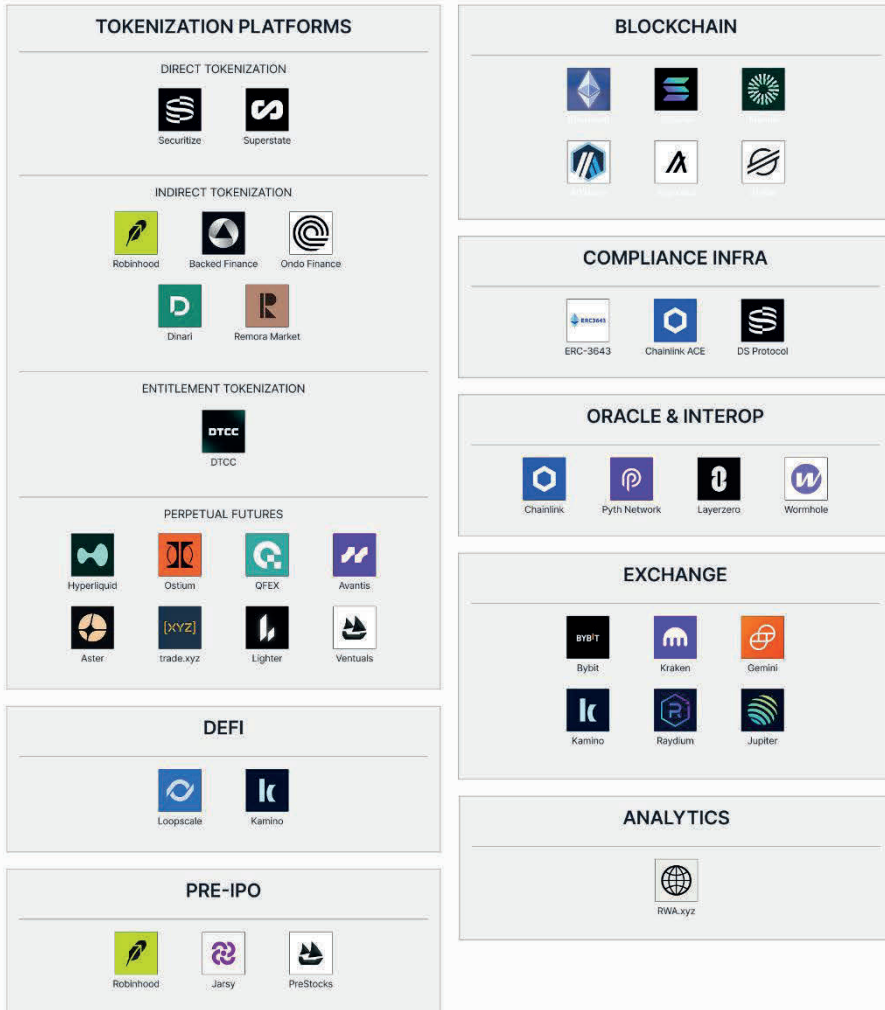 TOKENIZATION PLATFORMS
DIRECT TOKENIZATION
Securitize Superstate
INDIRECT TOKENIZATION
Robinhood Backed Finance Ondo Finance
Dinari Remora Market
ENTITLEMENT TOKENIZATION
DTCC
DTCC
PERPETUAL FUTURES
Hyperliquid Ostium QFEX Avantis
[XYZ]
Aster trade.xyz Lighter Ventuals
DEFI
Loopscale Kamino
PRE-IPO
Robinhood Jarsy PreStocks
BLOCKCHAIN
COMPLIANCE INFRA
ERC3643
ERC-3643 Chainlink ACE DS Protocol
ORACLE & INTEROP
Chainlink Pyth Network Layerzero Wormhole
EXCHANGE
BYBIT
Bybit Kraken Gemini
Kamino Raydium Jupiter
ANALYTICS
RWA.xyz